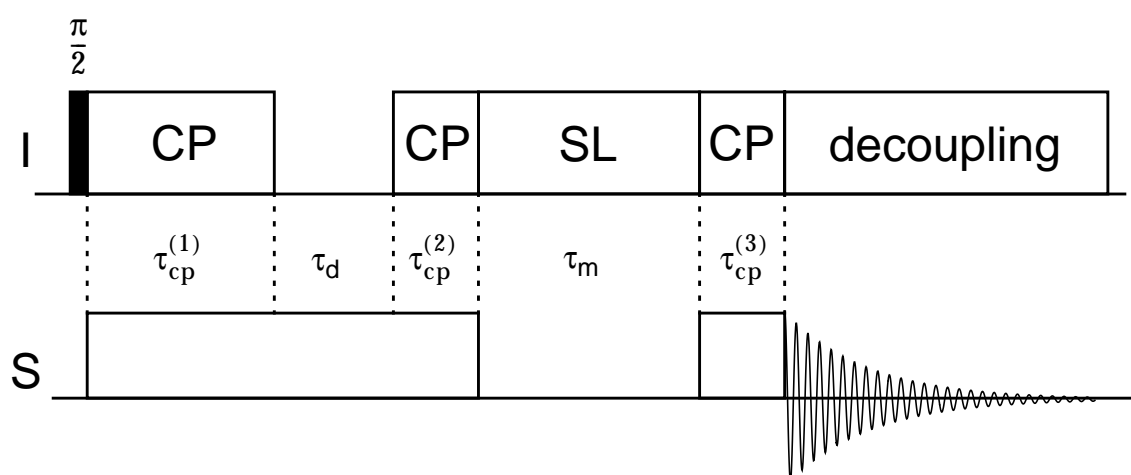 π
2
I CP CP SL CP decoupling
τcp(1) τd τcp(2) τm τcp(3)
S